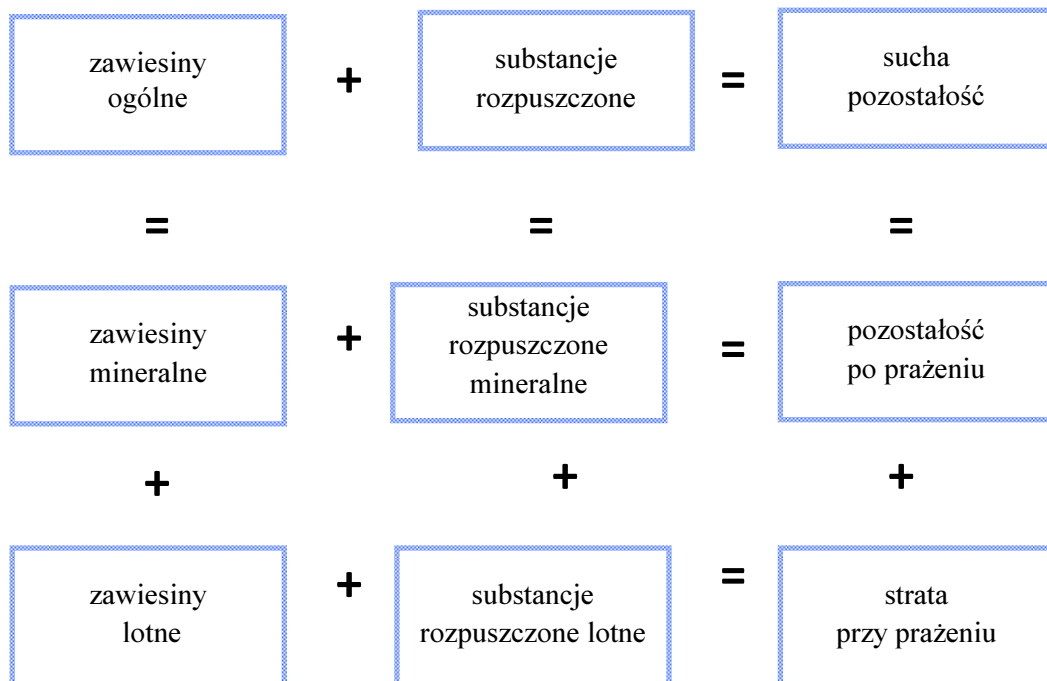 zawiesiny
ogólne
+
substancje
rozpuszczone
=
sucha
pozostałość
=
=
=
zawiesiny
mineralne
+
substancje
rozpuszczone
mineralne
=
pozostałość
po prażeniu
+
+
+
zawiesiny
lotne
+
substancje
rozpuszczone lotne
=
strata
przy prażeniu